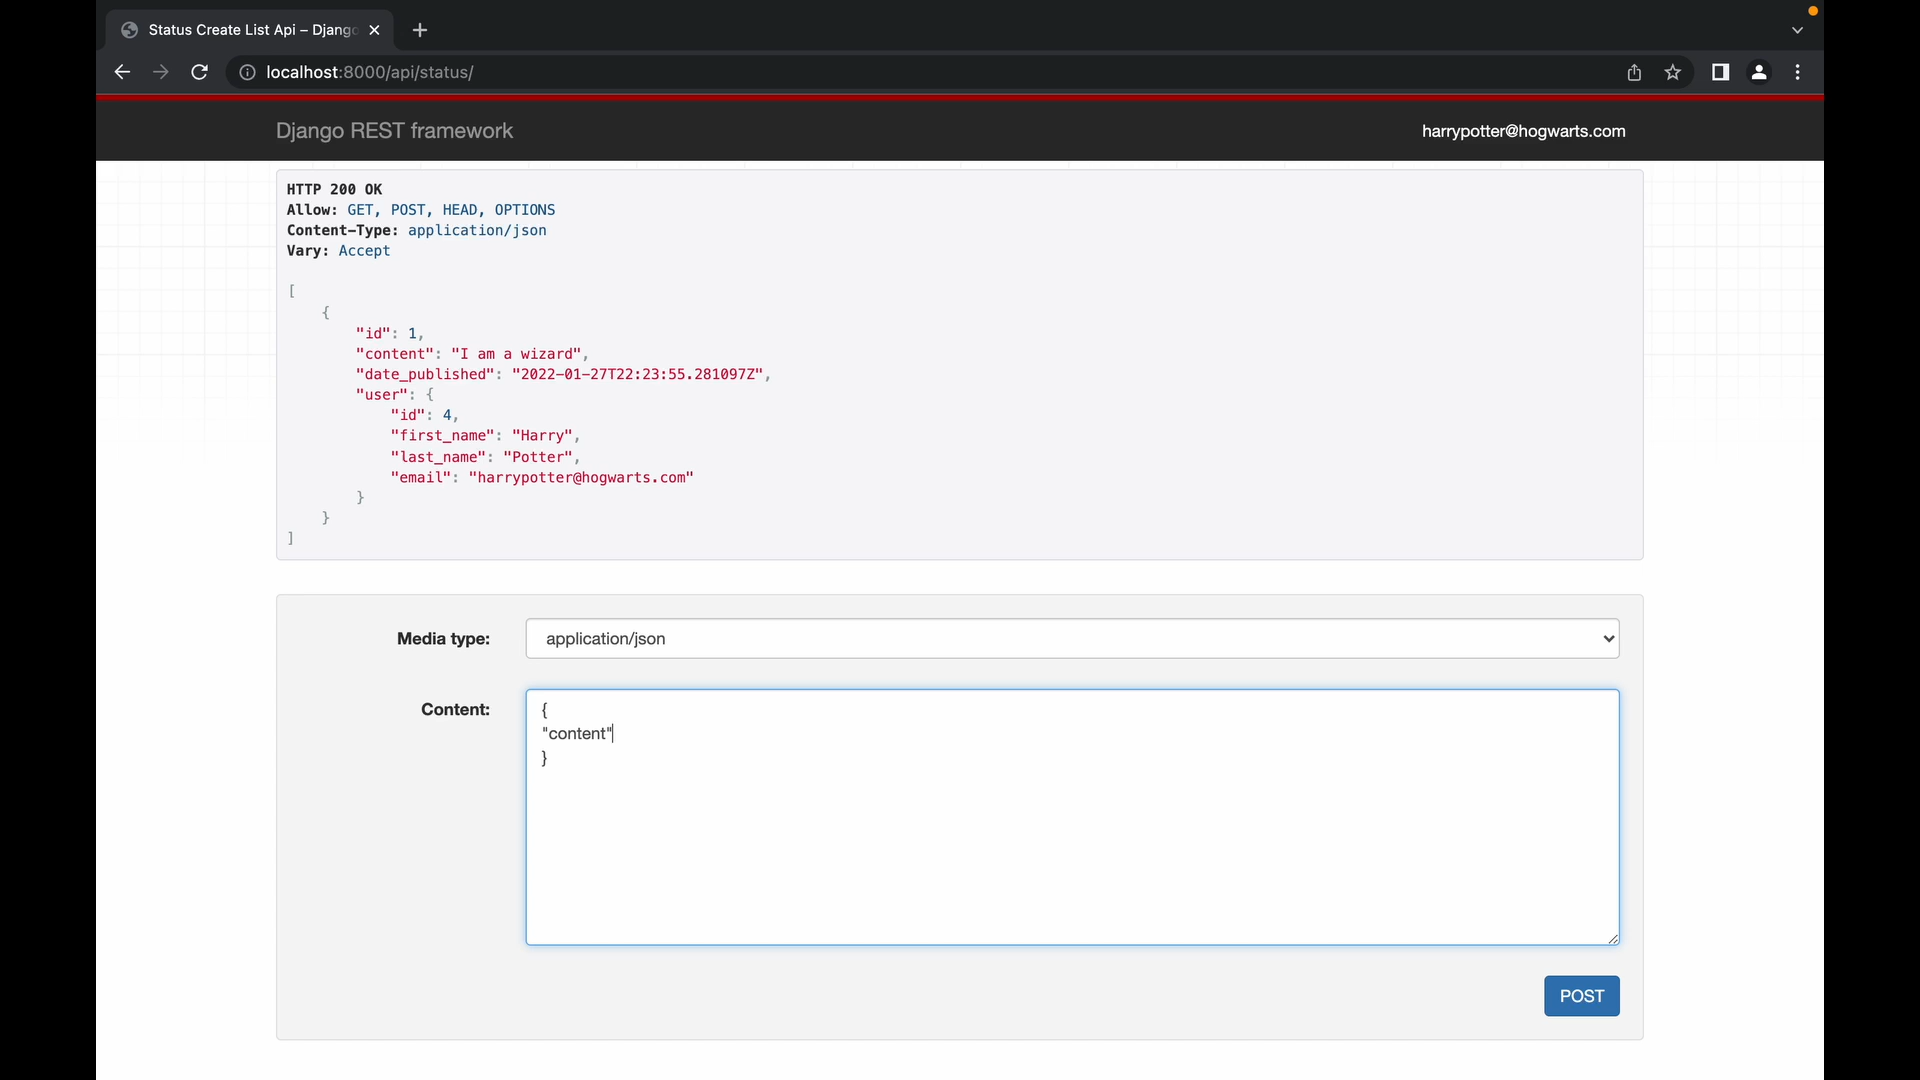 Status Create List Api – Django
localhost:8000/api/status/
Django REST framework
harrypotter@hogwarts.com
HTTP 200 OK
Allow: GET, POST, HEAD, OPTIONS
Content-Type: application/json
Vary: Accept
[
    {
        "id": 1,
        "content": "I am a wizard",
        "date_published": "2022-01-27T22:23:55.281097Z",
        "user": {
            "id": 4,
            "first_name": "Harry",
            "last_name": "Potter",
            "email": "harrypotter@hogwarts.com"
        }
    }
]
Media type:
application/json
Content:
{
"content"
}
POST